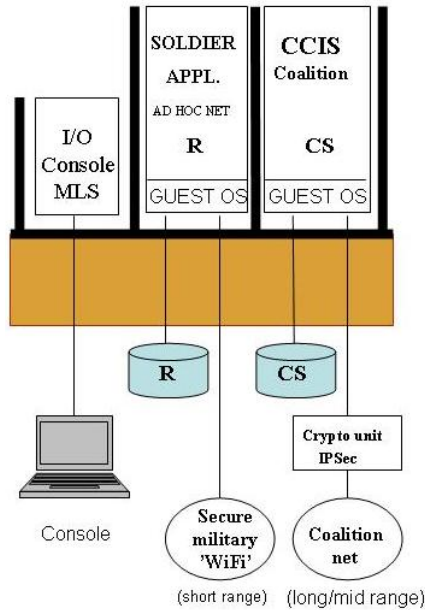 I/O
Console
MLS
SOLDIER
APPL.
AD HOC NET
R
GUEST OS
CCIS
Coalition
CS
GUEST OS
R
CS
Console
Crypto unit
IPSec
Secure
military
'WiFi'
(short range)
Coalition
net
(long/mid range)